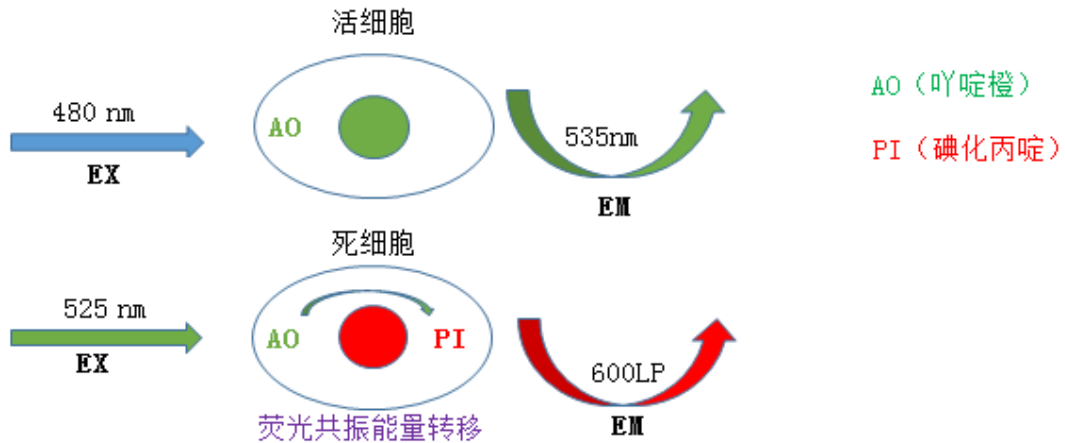 活细胞
480 nm
EX
AO
535nm
EM
AO（吖啶橙）
PI（碘化丙啶）
死细胞
525 nm
EX
AO
PI
600LP
EM
荧光共振能量转移